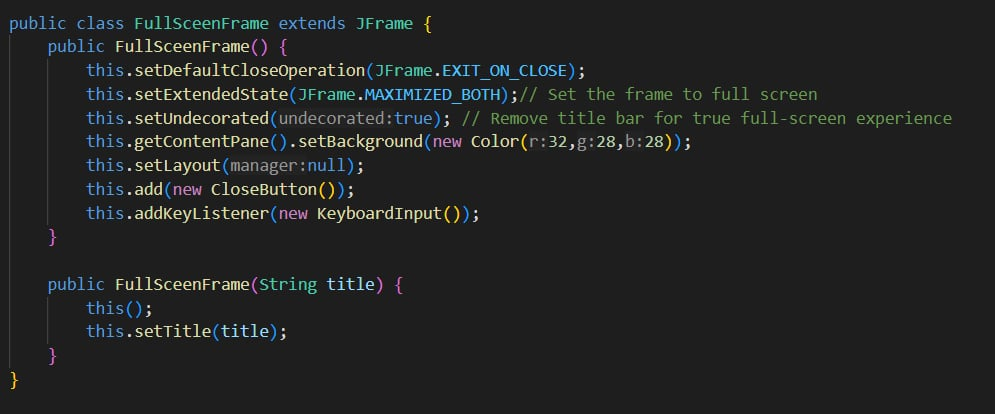 public class FullSceenFrame extends JFrame {
    public FullSceenFrame() {
        this.setDefaultCloseOperation(JFrame.EXIT_ON_CLOSE);
        this.setExtendedState(JFrame.MAXIMIZED_BOTH);// Set the frame to full screen
        this.setUndecorated(undecorated:true); // Remove title bar for true full-screen experience
        this.getContentPane().setBackground(new Color(r:32,g:28,b:28));
        this.setLayout(manager:null);
        this.add(new CloseButton());
        this.addKeyListener(new KeyboardInput());
    }

    public FullSceenFrame(String title) {
        this();
        this.setTitle(title);
    }
}